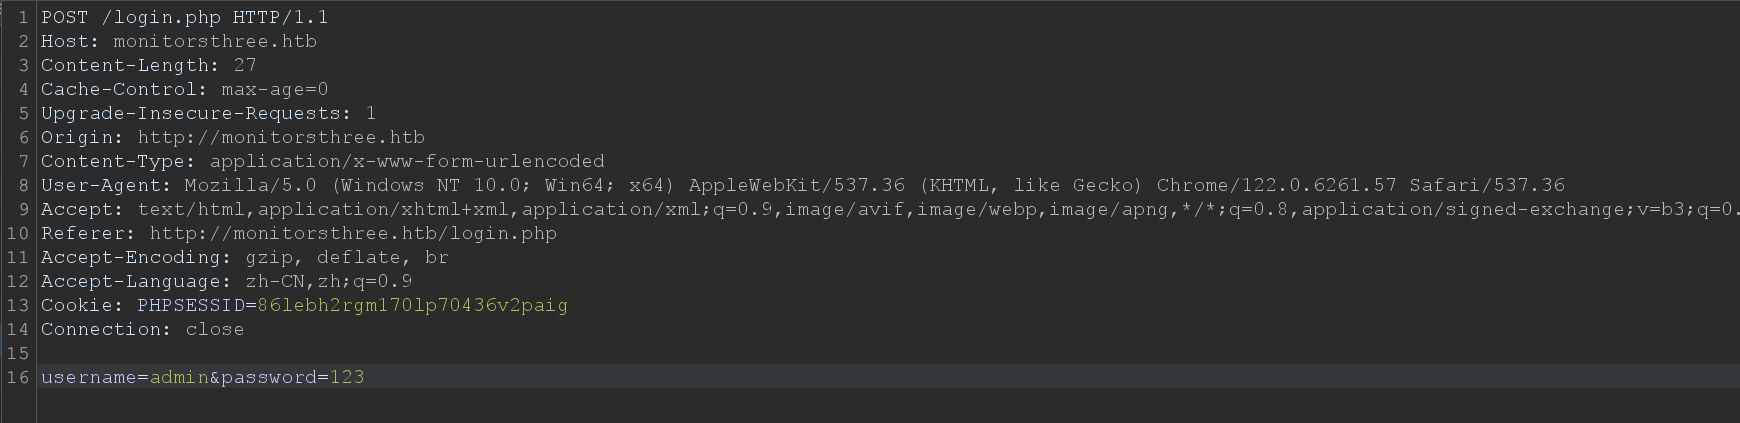 1 POST /login.php HTTP/1.1
2 Host: monitorsthree.htb
3 Content-Length: 27
4 Cache-Control: max-age=0
5 Upgrade-Insecure-Requests: 1
6 Origin: http://monitorsthree.htb
7 Content-Type: application/x-www-form-urlencoded
8 User-Agent: Mozilla/5.0 (Windows NT 10.0; Win64; x64) AppleWebKit/537.36 (KHTML, like Gecko) Chrome/122.0.6261.57 Safari/537.36
9 Accept: text/html,application/xhtml+xml,application/xml;q=0.9,image/avif,image/webp,image/apng,*/*;q=0.8,application/signed-exchange;v=b3;q=0.
10 Referer: http://monitorsthree.htb/login.php
11 Accept-Encoding: gzip, deflate, br
12 Accept-Language: zh-CN,zh;q=0.9
13 Cookie: PHPSESSID=86lebh2rgm170lp70436v2paig
14 Connection: close
15
16 username=admin&password=123